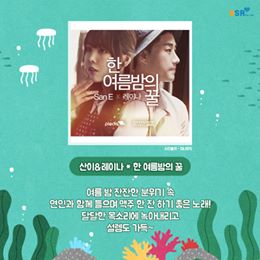 SR
한
여름밤의
꿀
San E × 레이나
산이&레이나 • 한 여름밤의 꿀
여름 밤 잔잔한 분위기 속
연인과 함께 들으며 맥주 한 잔 하기 좋은 노래!
달달한 목소리에 녹아내리고
설렘도 가득~